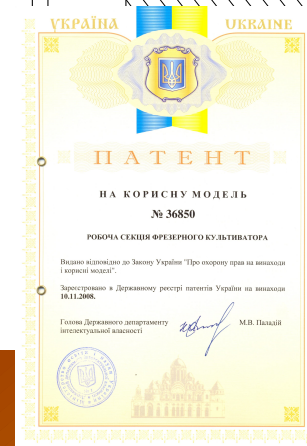 УКРАЇНА UKRAINE
ПАТЕНТ
НА КОРИСНУ МОДЕЛЬ
№ 36850
РОБОЧА СЕКЦІЯ ФРЕЗЕРНОГО КУЛЬТИВАТОРА
Видано відповідно до Закону України "Про охорону прав на винаходи
і корисні моделі".
Зареєстровано в Державному реєстрі патентів України на винаходи
10.11.2008.
Голова Державного департаменту
інтелектуальної власності М.В. Паладій